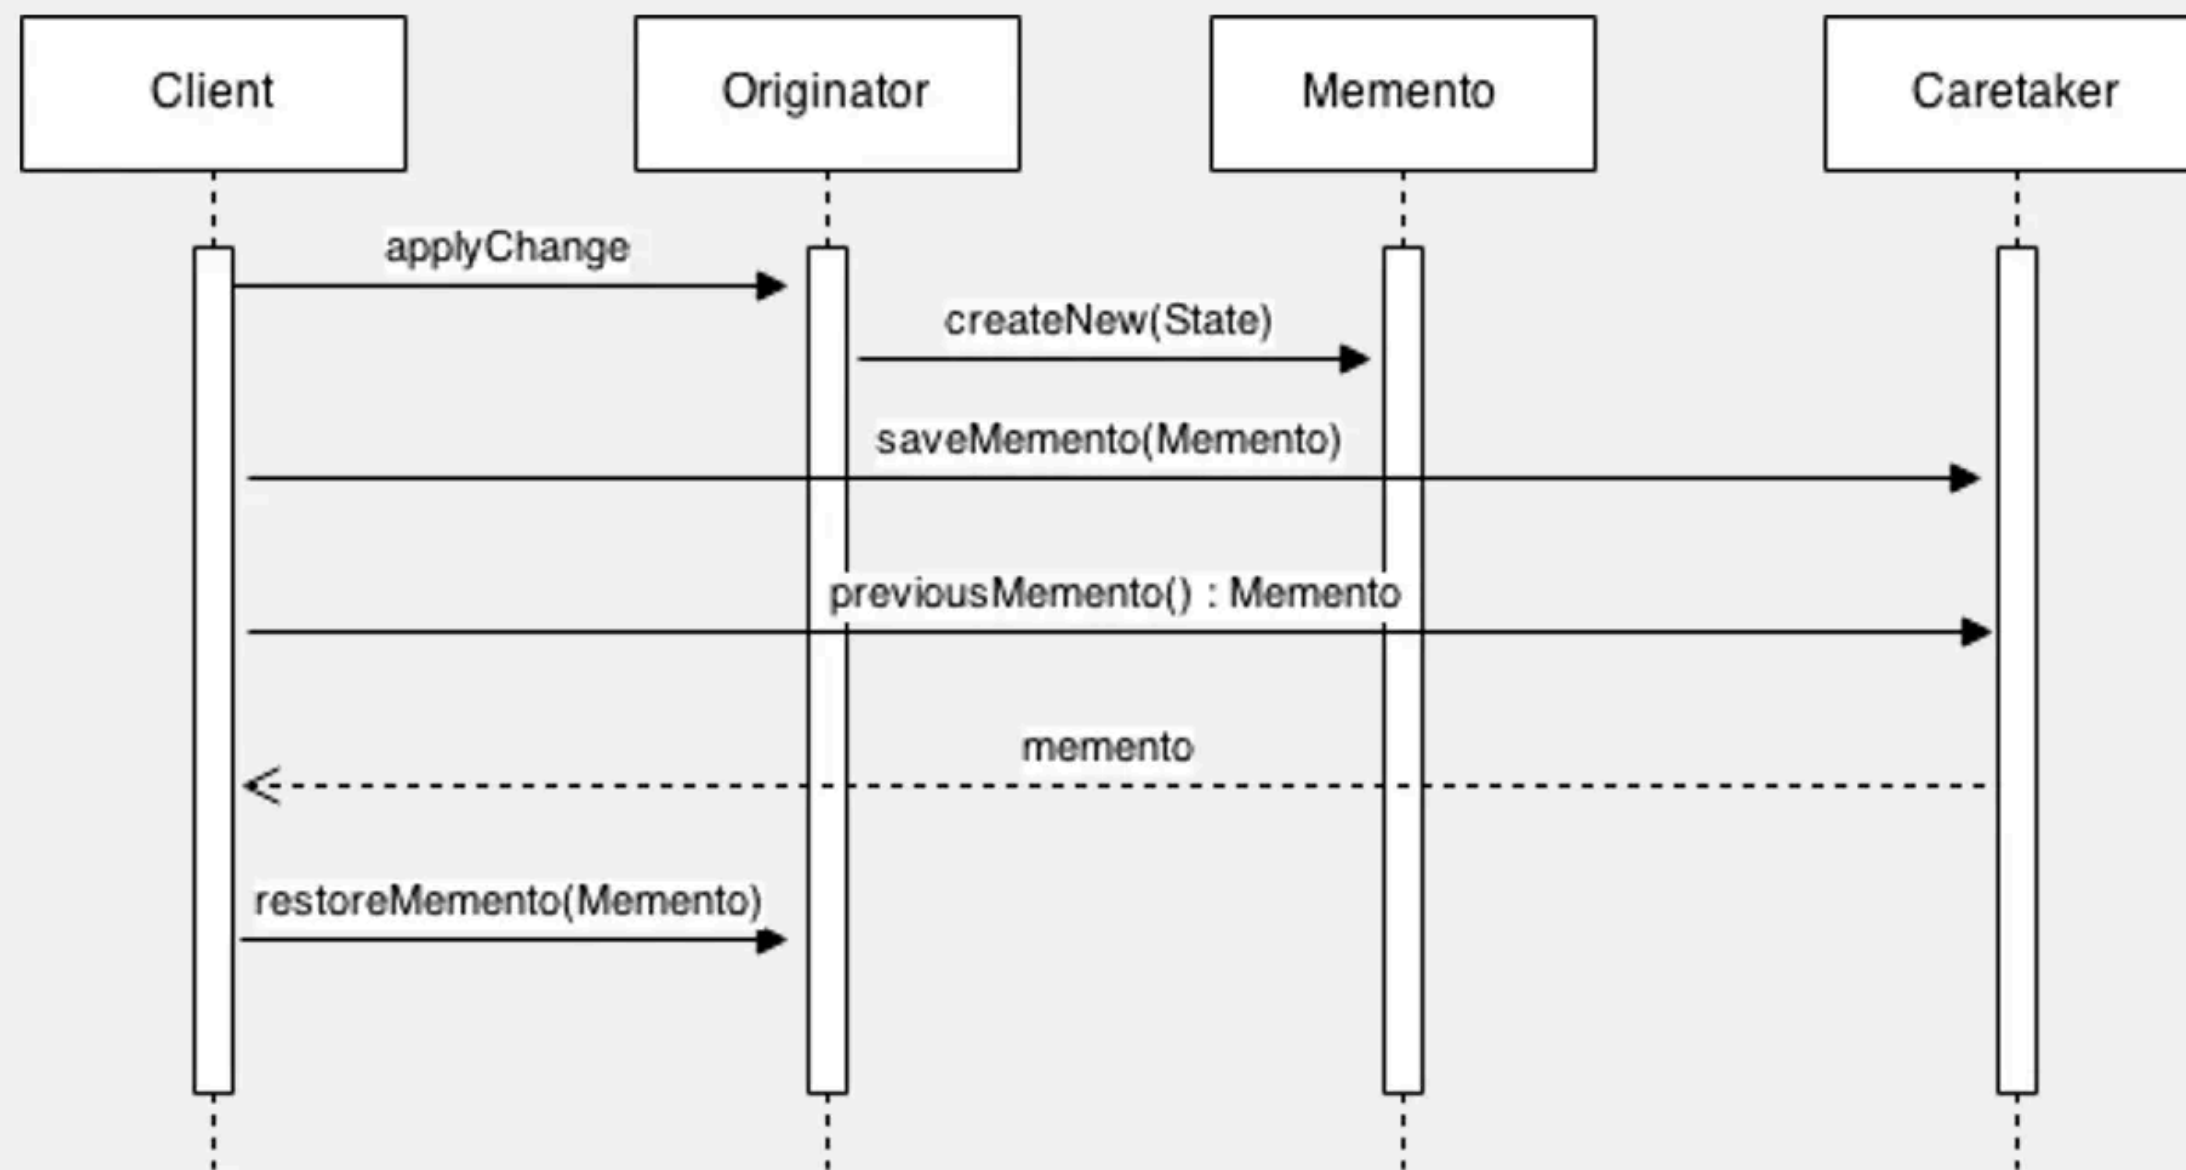 Client
Originator
Memento
Caretaker
applyChange
createNew(State)
saveMemento(Memento)
previousMemento() : Memento
memento
restoreMemento(Memento)